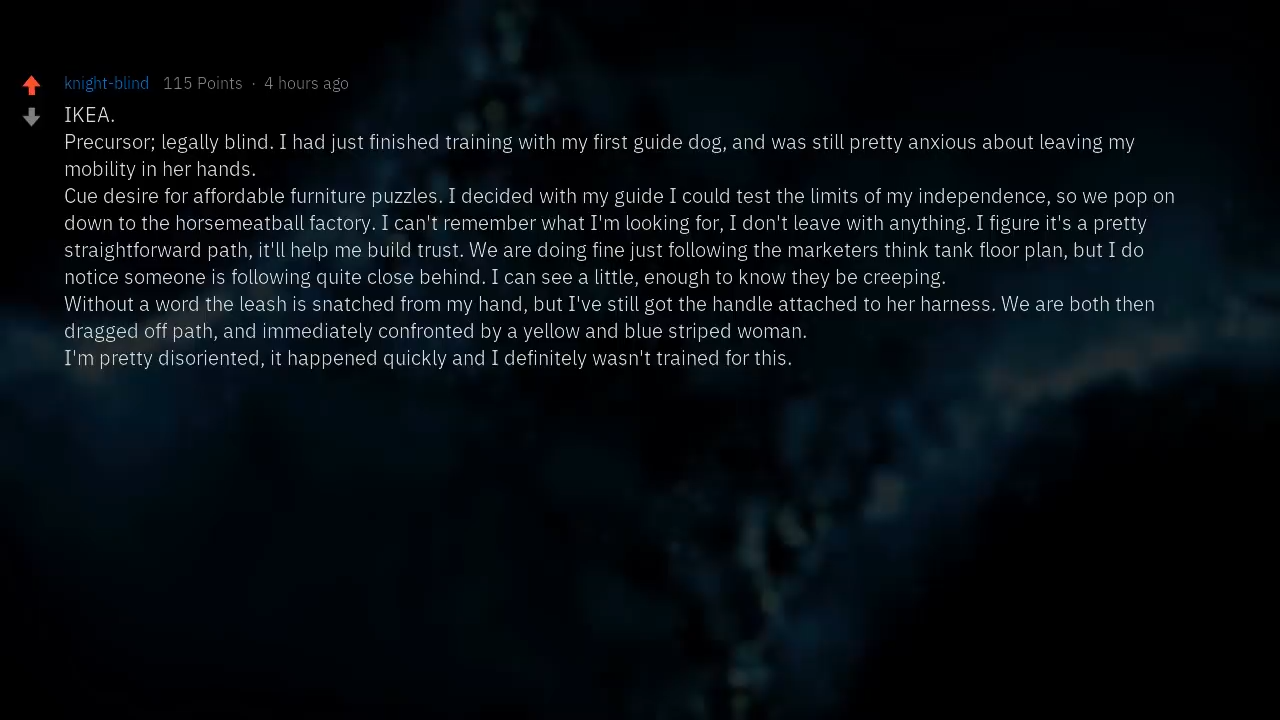 knight-blind 115 Points · 4 hours ago
IKEA.
Precursor; legally blind. I had just finished training with my first guide dog, and was still pretty anxious about leaving my
mobility in her hands.
Cue desire for affordable furniture puzzles. I decided with my guide I could test the limits of my independence, so we pop on
down to the horsemeatball factory. I can't remember what I'm looking for, I don't leave with anything. I figure it's a pretty
straightforward path, it'll help me build trust. We are doing fine just following the marketers think tank floor plan, but I do
notice someone is following quite close behind. I can see a little, enough to know they be creeping.
Without a word the leash is snatched from my hand, but I've still got the handle attached to her harness. We are both then
dragged off path, and immediately confronted by a yellow and blue striped woman.
I'm pretty disoriented, it happened quickly and I definitely wasn't trained for this.